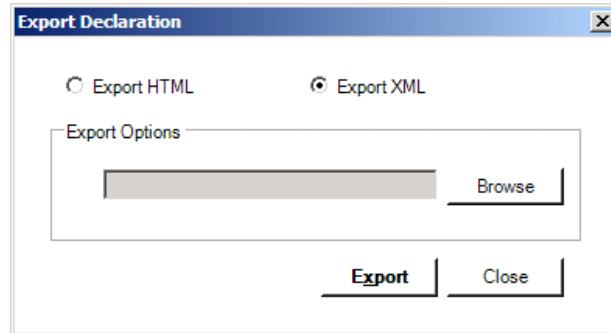 Export Declaration
Export HTML Export XML
Export Options
Browse
Export Close